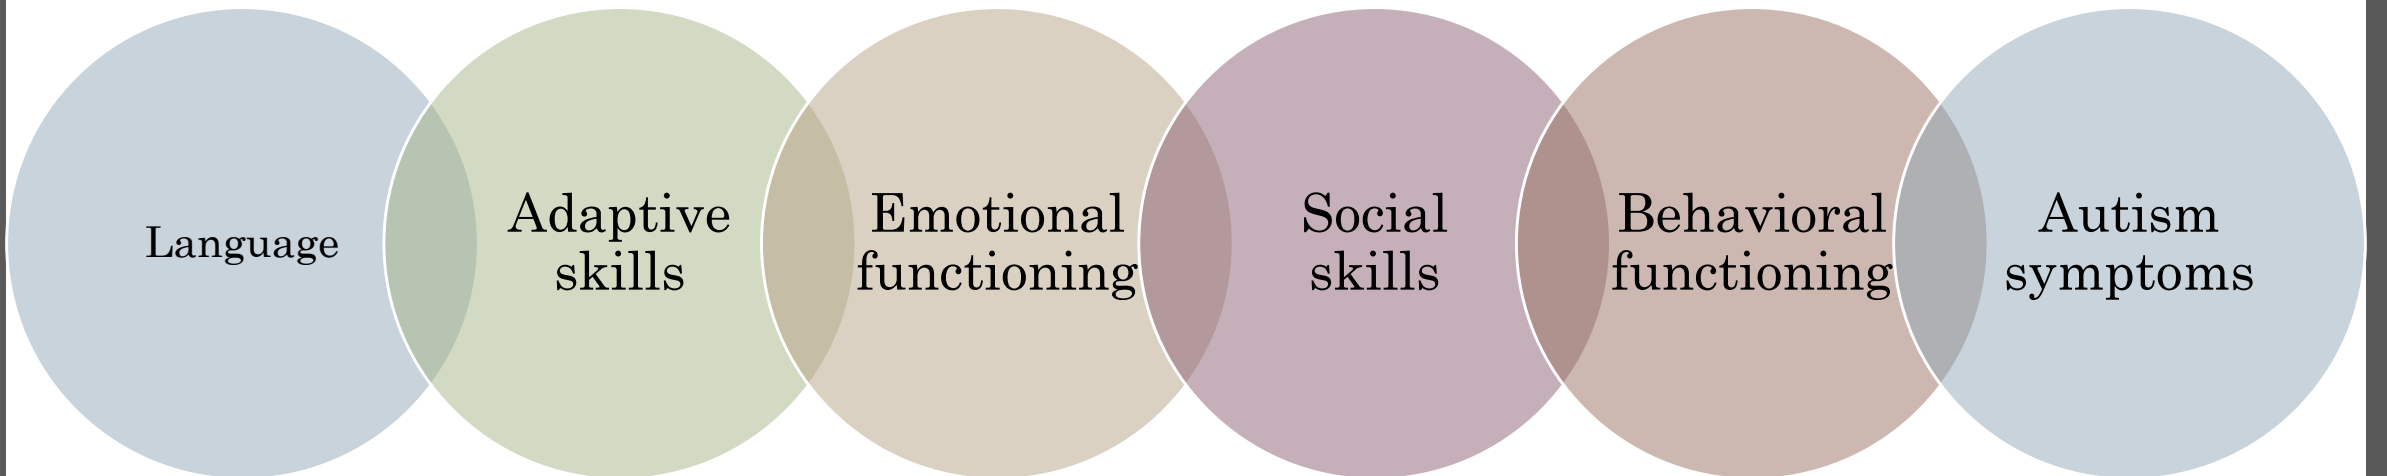 Language
Adaptive
skills
Emotional
functioning
Social
skills
Behavioral
functioning
Autism
symptoms